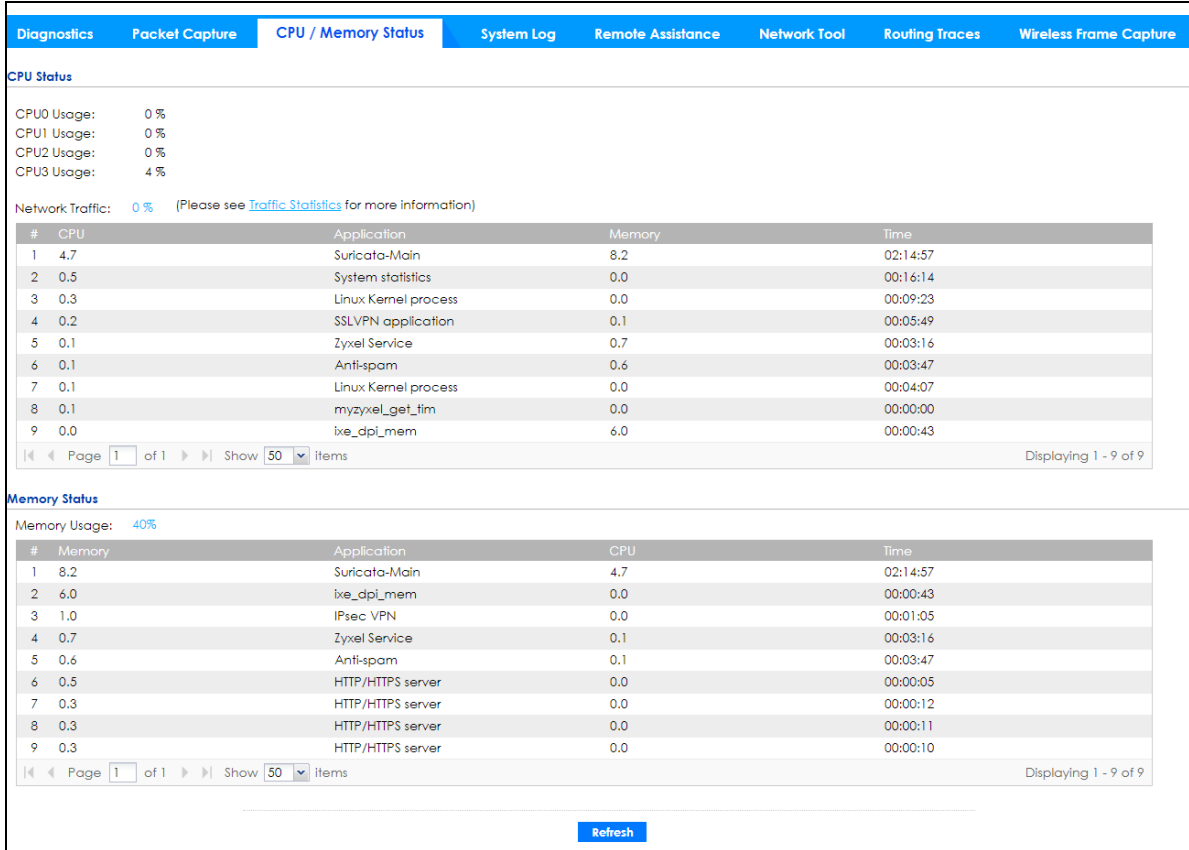 Diagnostics Packet Capture CPU / Memory Status System Log Remote Assistance Network Tool Routing Traces Wireless Frame Capture
CPU Status
CPU0 Usage: 0 %
CPU1 Usage: 0 %
CPU2 Usage: 0 %
CPU3 Usage: 4 %
Network Traffic: 0 % (Please see Traffic Statistics for more information)
# CPU Application Memory Time
1 4.7 Suricata-Main 8.2 02:14:57
2 0.5 System statistics 0.0 00:16:14
3 0.3 Linux Kernel process 0.0 00:09:23
4 0.2 SSLVPN application 0.1 00:05:49
5 0.1 Zyxel Service 0.7 00:03:16
6 0.1 Anti-spam 0.6 00:03:47
7 0.1 Linux Kernel process 0.0 00:04:07
8 0.1 myzyxel_get_tim 0.0 00:00:00
9 0.0 ixe_dpi_mem 6.0 00:00:43
Page 1 of 1 Show 50 items Displaying 1 - 9 of 9
Memory Status
Memory Usage: 40%
# Memory Application CPU Time
1 8.2 Suricata-Main 4.7 02:14:57
2 6.0 ixe_dpi_mem 0.0 00:00:43
3 1.0 IPsec VPN 0.0 00:01:05
4 0.7 Zyxel Service 0.1 00:03:16
5 0.6 Anti-spam 0.1 00:03:47
6 0.5 HTTP/HTTPS server 0.0 00:00:05
7 0.3 HTTP/HTTPS server 0.0 00:00:12
8 0.3 HTTP/HTTPS server 0.0 00:00:11
9 0.3 HTTP/HTTPS server 0.0 00:00:10
Page 1 of 1 Show 50 items Displaying 1 - 9 of 9
Refresh